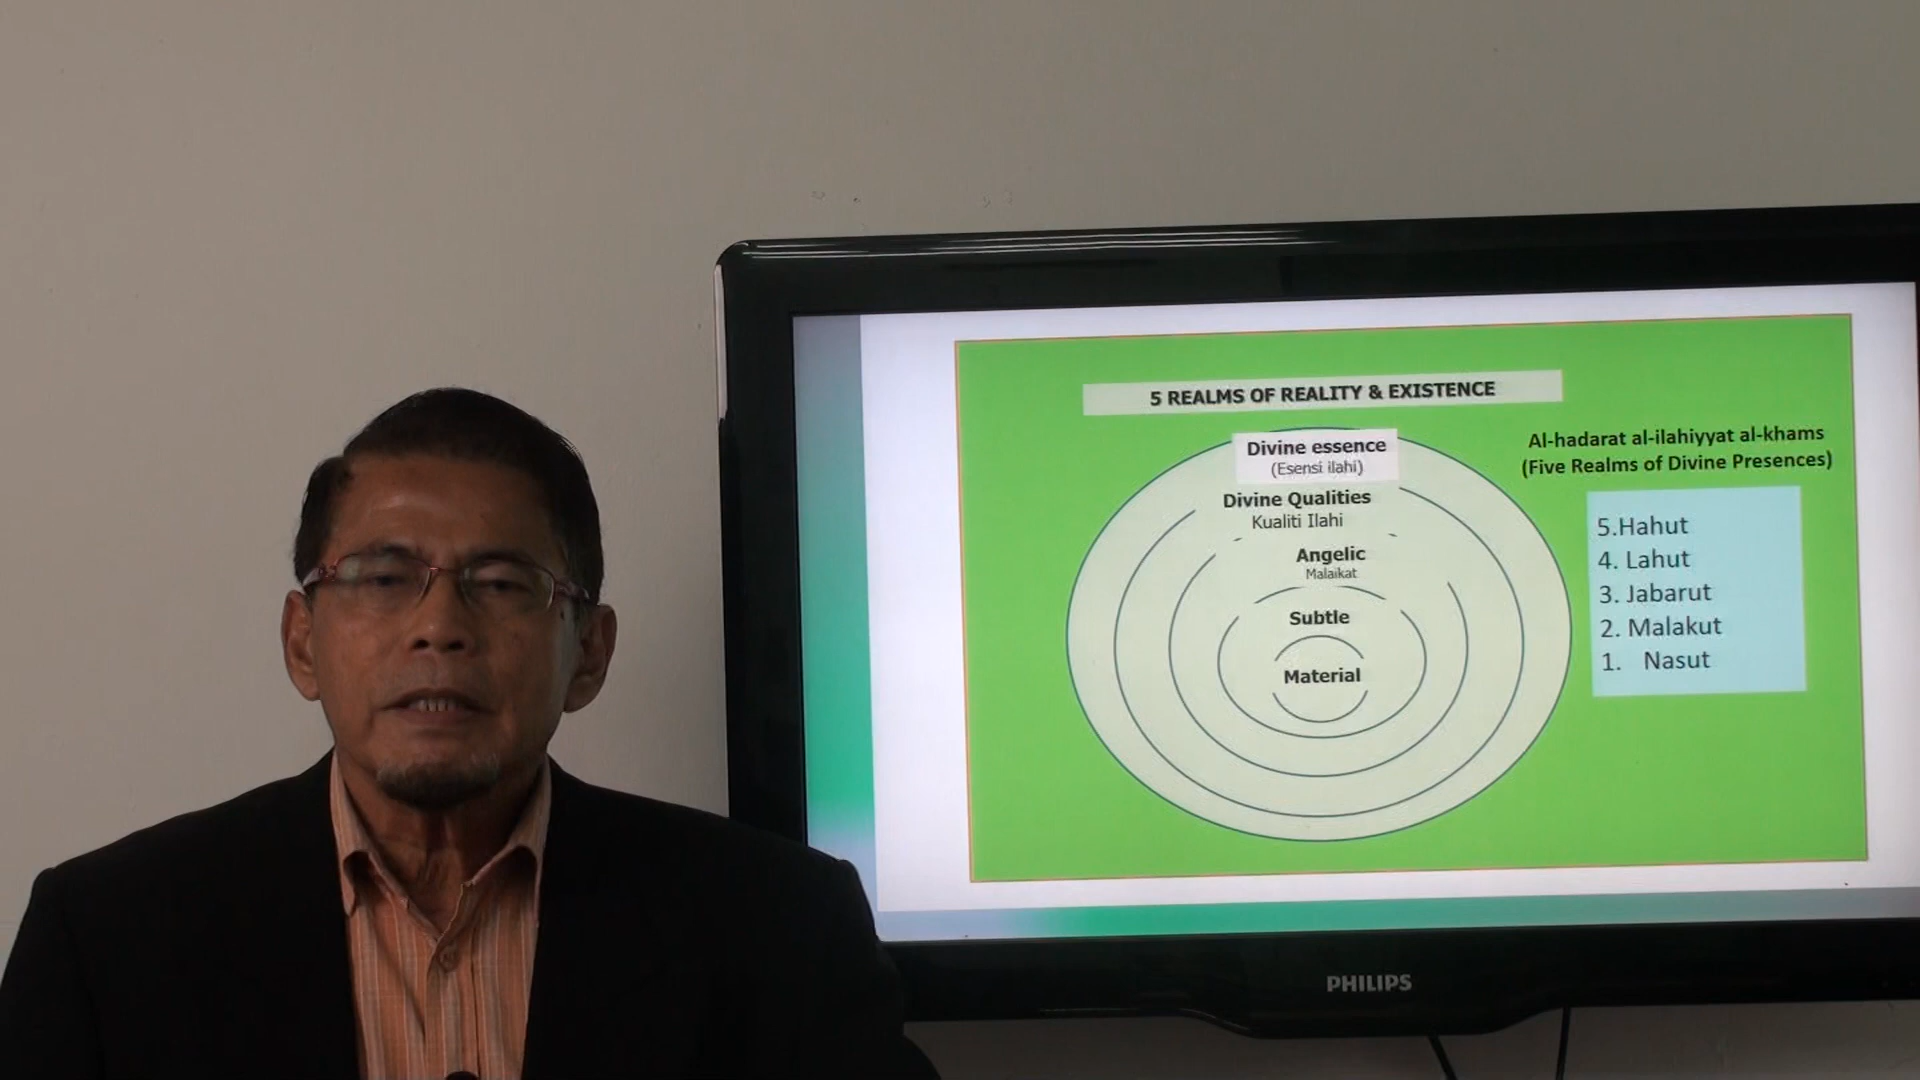 5 REALMS OF REALITY & EXISTENCE
Divine essence
(Esensi ilahi)
Divine Qualities
Kualiti Ilahi
Angelic
Malaikat
Subtle
Material
Al-hadarat al-ilahiyyat al-khams
(Five Realms of Divine Presences)
5.Hahut
4. Lahut
3. Jabarut
2. Malakut
1. Nasut
PHILIPS